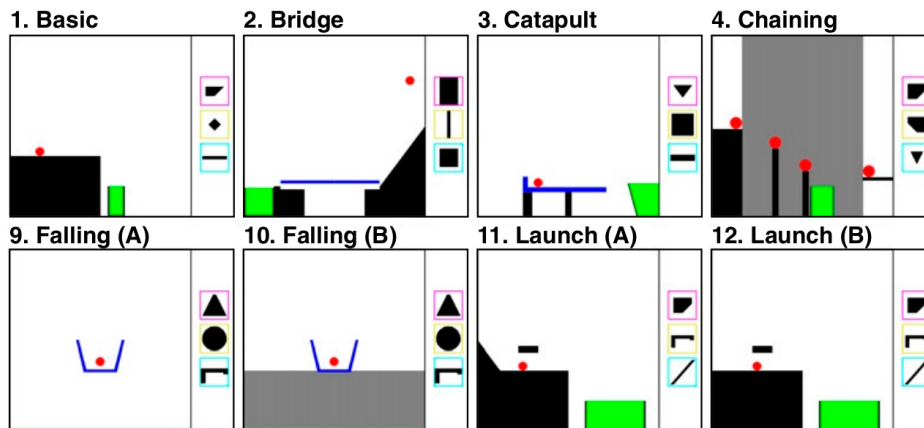 1. Basic
2. Bridge
3. Catapult
4. Chaining
9. Falling (A)
10. Falling (B)
11. Launch (A)
12. Launch (B)